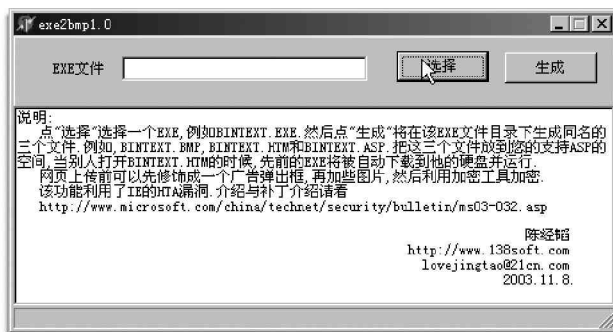 exe2bmp1.0
EXE文件
选择
生成
说明:
点"选择"选择一个EXE,例如BINTEXT.EXE.然后点"生成"将在该EXE文件目录下生成同名的
三个文件.例如,BINTEXT.BMP,BINTEXT.HTM和BINTEXT.ASP.把这三个文件放到您的支持ASP的
空间,当别人打开BINTEXT.HTM的时候,先前的EXE将被自动下载到他的硬盘并运行.
网页上传前可以先修饰成一个广告弹出框,再加些图片,然后利用加密工具加密.
该功能利用了IE的HTA漏洞.介绍与补丁介绍请看
http://www.microsoft.com/china/technet/security/bulletin/ms03-032.asp
陈经韬
http://www.138soft.com
lovejingtao@21cn.com
2003.11.8.